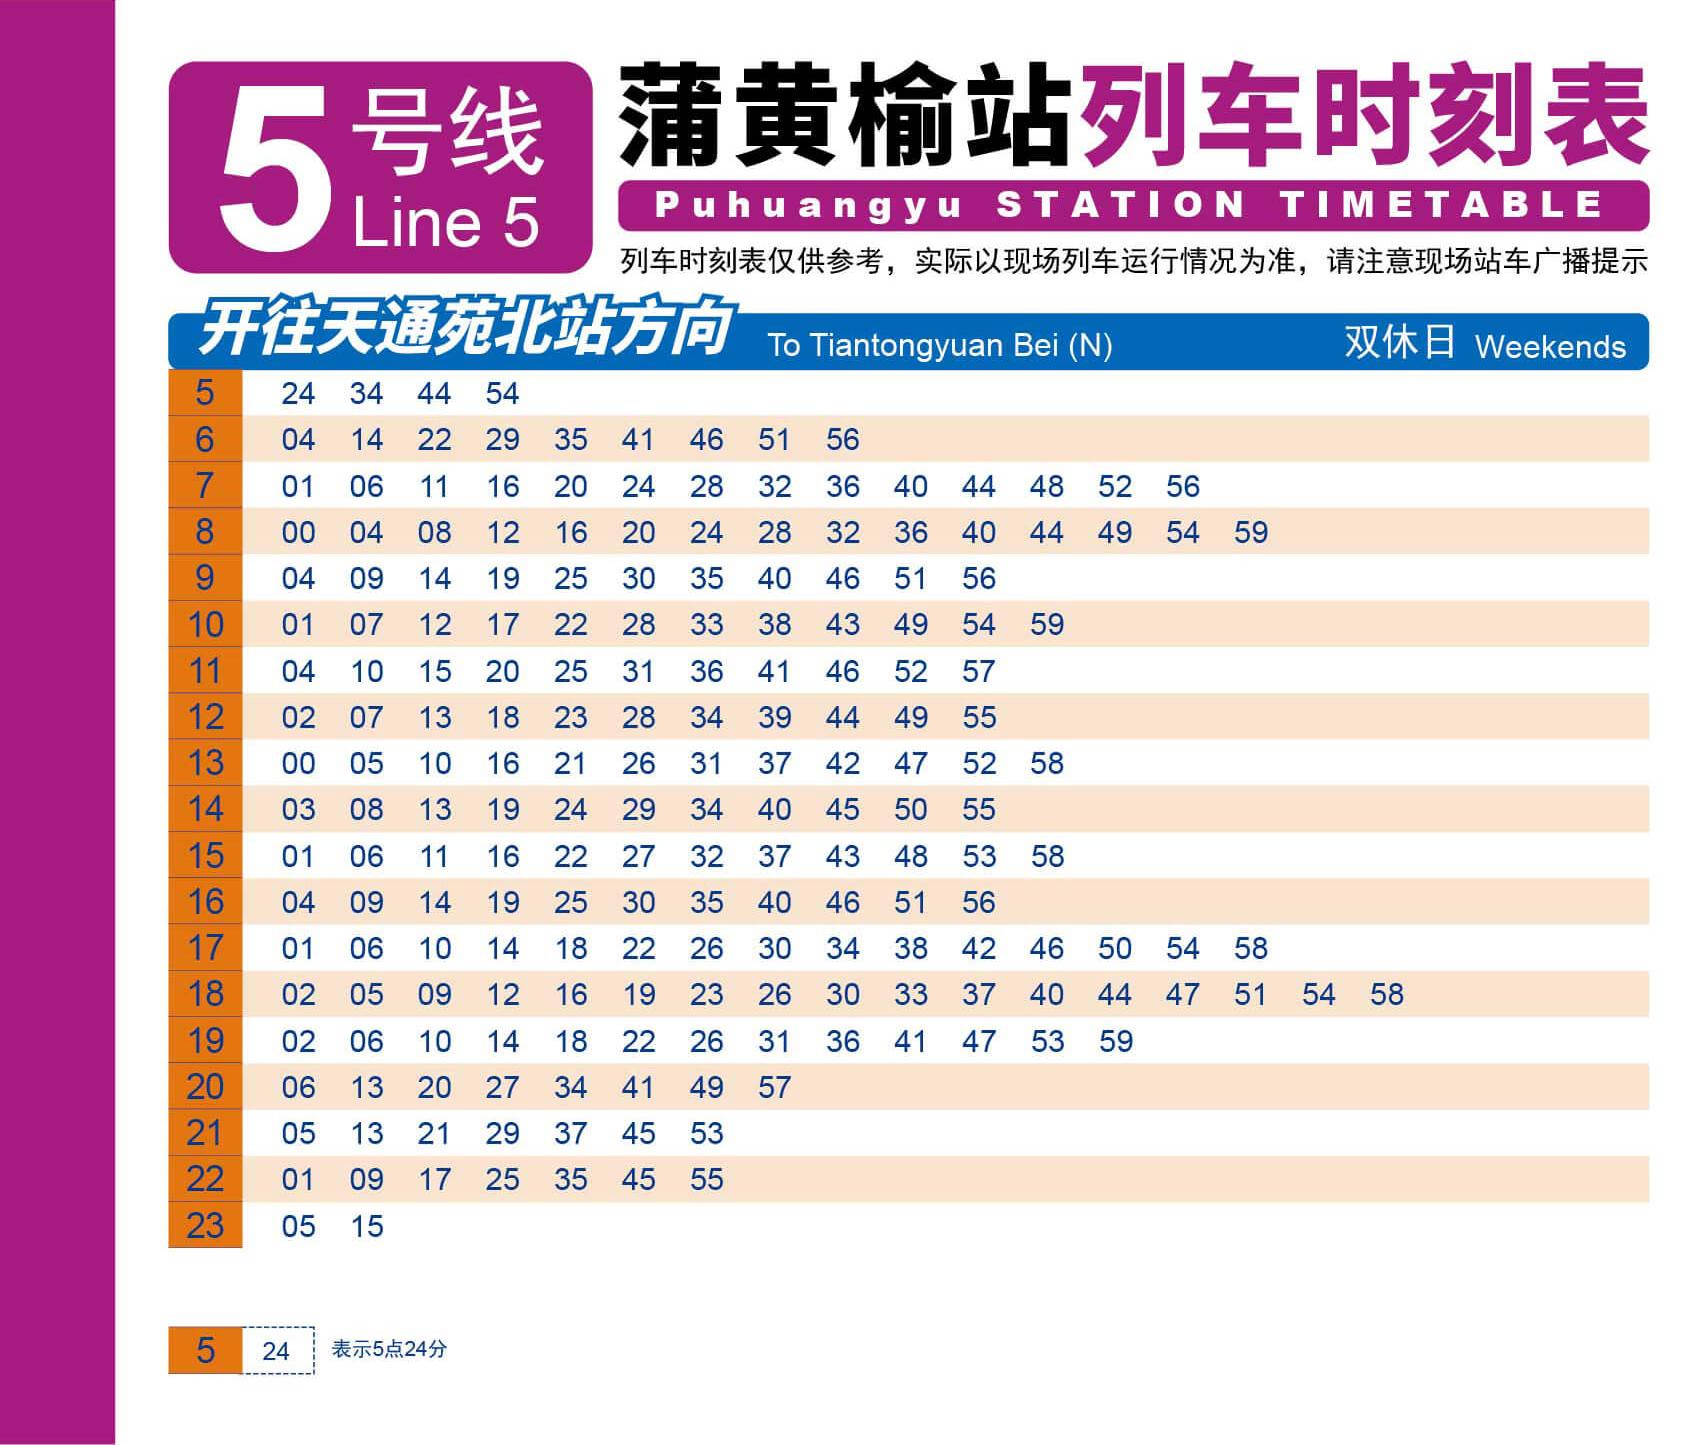 5号线
Line 5
蒲黄榆站列车时刻表
Puhuangyu STATION TIMETABLE
列车时刻表仅供参考，实际以现场列车运行情况为准，请注意现场站车广播提示
开往天通苑北站方向 To Tiantongyuan Bei (N) 双休日 Weekends
5 24 34 44 54
6 04 14 22 29 35 41 46 51 56
7 01 06 11 16 20 24 28 32 36 40 44 48 52 56
8 00 04 08 12 16 20 24 28 32 36 40 44 49 54 59
9 04 09 14 19 25 30 35 40 46 51 56
10 01 07 12 17 22 28 33 38 43 49 54 59
11 04 10 15 20 25 31 36 41 46 52 57
12 02 07 13 18 23 28 34 39 44 49 55
13 00 05 10 16 21 26 31 37 42 47 52 58
14 03 08 13 19 24 29 34 40 45 50 55
15 01 06 11 16 22 27 32 37 43 48 53 58
16 04 09 14 19 25 30 35 40 46 51 56
17 01 06 10 14 18 22 26 30 34 38 42 46 50 54 58
18 02 05 09 12 16 19 23 26 30 33 37 40 44 47 51 54 58
19 02 06 10 14 18 22 26 31 36 41 47 53 59
20 06 13 20 27 34 41 49 57
21 05 13 21 29 37 45 53
22 01 09 17 25 35 45 55
23 05 15
5 24 表示5点24分